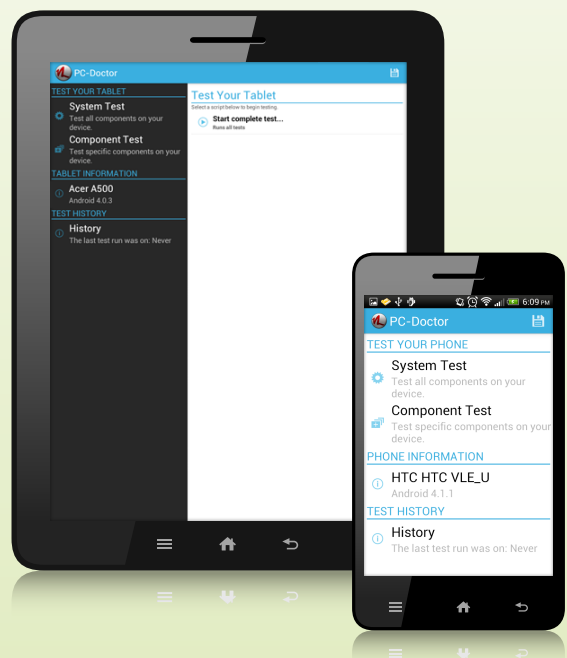 PC-Doctor
TEST YOUR TABLET
System Test
Test all components on your
device.
Component Test
Test specific components on your
device.
TABLET INFORMATION
Acer A500
Android 4.0.3
TEST HISTORY
History
The last test run was on: Never
Test Your Tablet
Select a script below to begin testing.
Start complete test...
Runs all tests
6:09 PM
PC-Doctor
TEST YOUR PHONE
System Test
Test all components on your
device.
Component Test
Test specific components on your
device.
PHONE INFORMATION
HTC HTC VLE_U
Android 4.1.1
TEST HISTORY
History
The last test run was on: Never